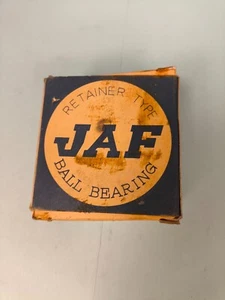 RETAINER TYPE
JAF
BALL BEARING